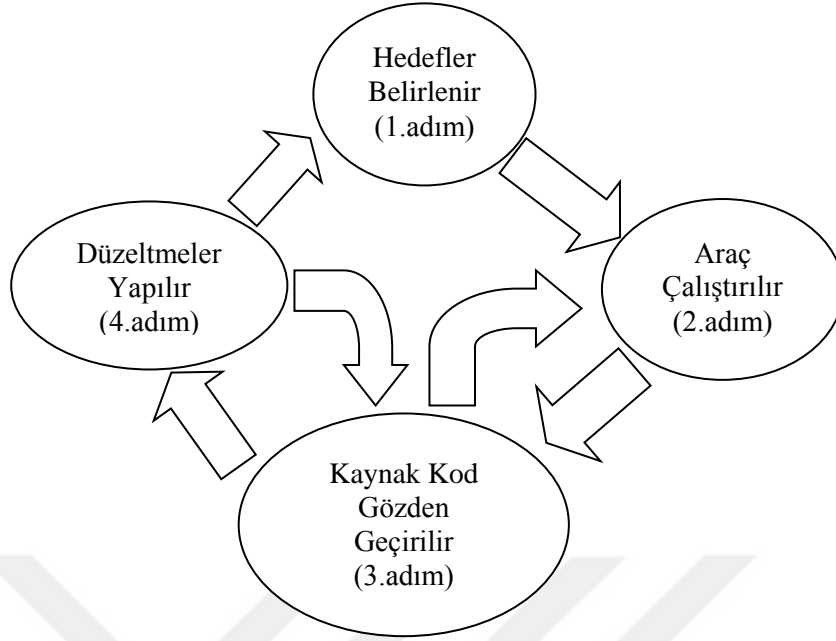 Hedefler
Belirlenir
(1.adım)
Araç
Çalıştırılır
(2.adım)
Kaynak Kod
Gözden
Geçirilir
(3.adım)
Düzeltmeler
Yapılır
(4.adım)